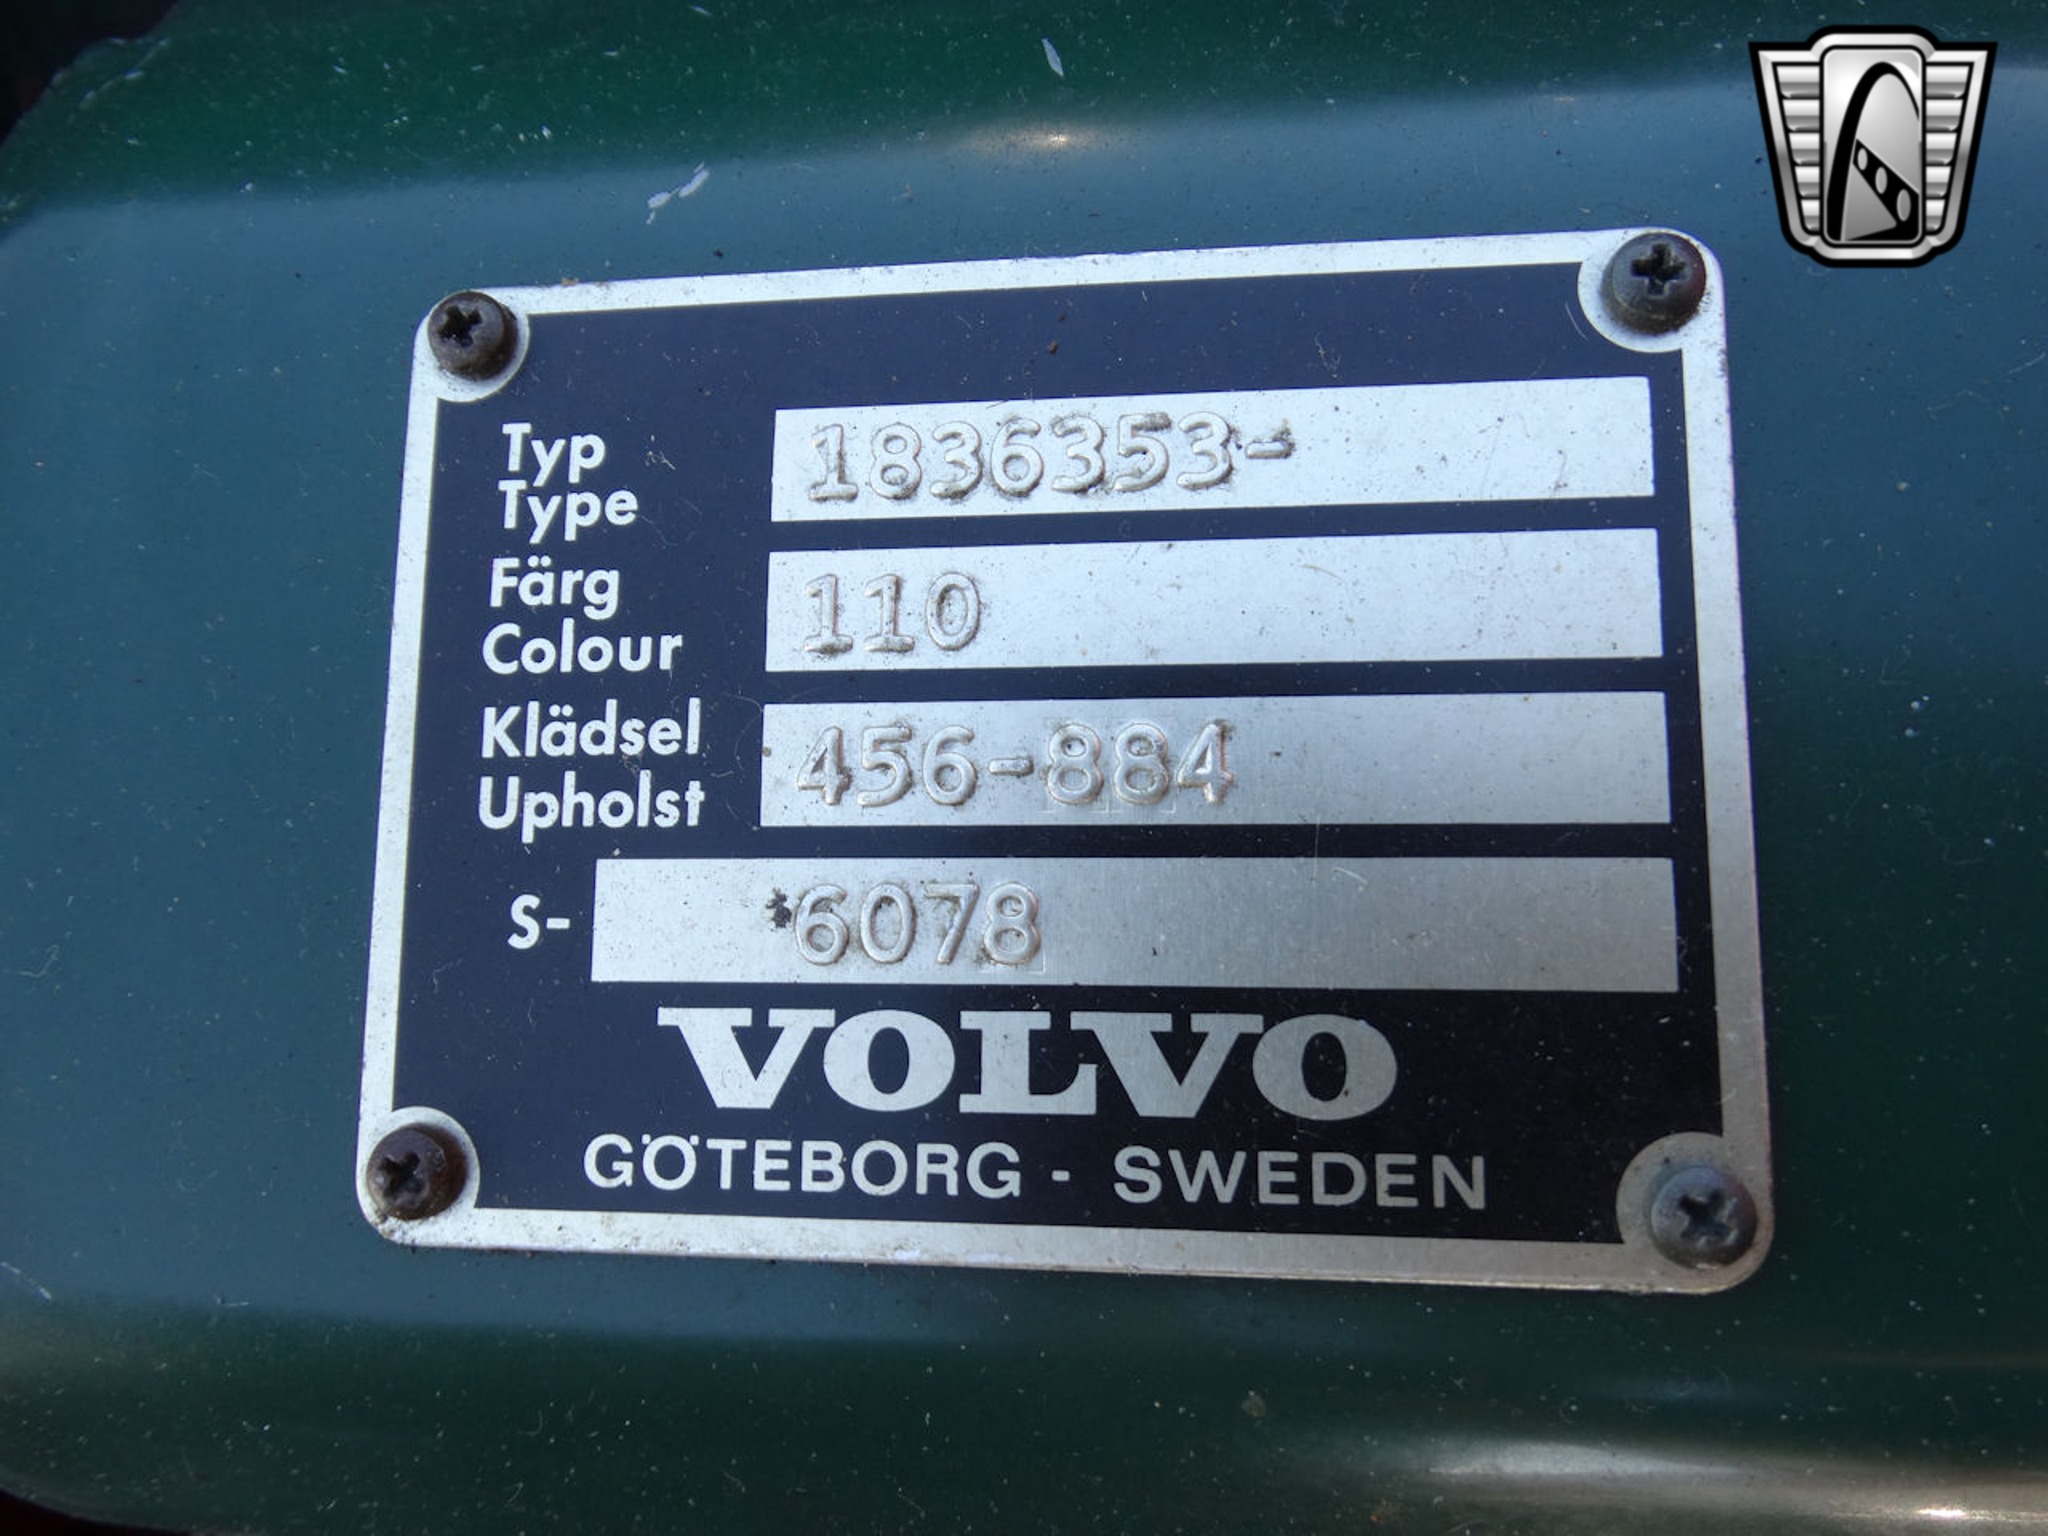 Typ
Type
1836353-
Färg
Colour
110
Klädsel
Upholst
456-884
S- 6078
VOLVO
GÖTEBORG - SWEDEN